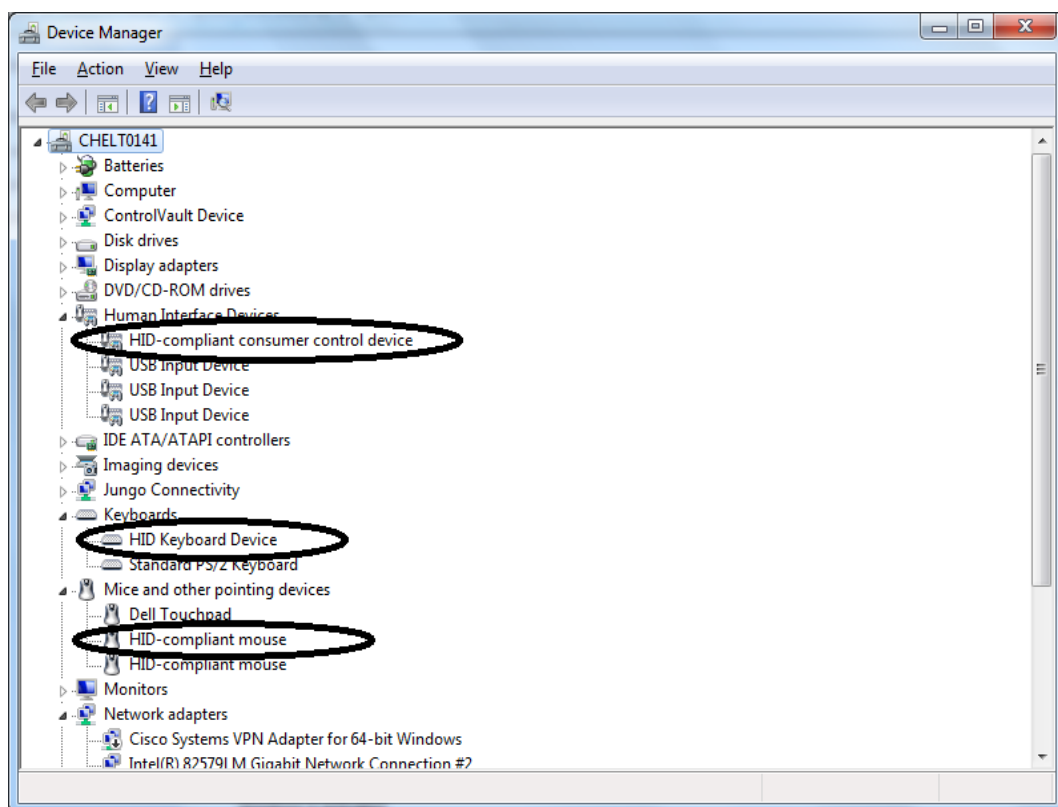 Device Manager
File Action View Help
CHELT0141
Batteries
Computer
ControlVault Device
Disk drives
Display adapters
DVD/CD-ROM drives
Human Interface Devices
HID-compliant consumer control device
USB Input Device
USB Input Device
USB Input Device
IDE ATA/ATAPI controllers
Imaging devices
Jungo Connectivity
Keyboards
HID Keyboard Device
Standard PS/2 Keyboard
Mice and other pointing devices
Dell Touchpad
HID-compliant mouse
HID-compliant mouse
Monitors
Network adapters
Cisco Systems VPN Adapter for 64-bit Windows
Intel(R) 82579LM Gigabit Network Connection #2